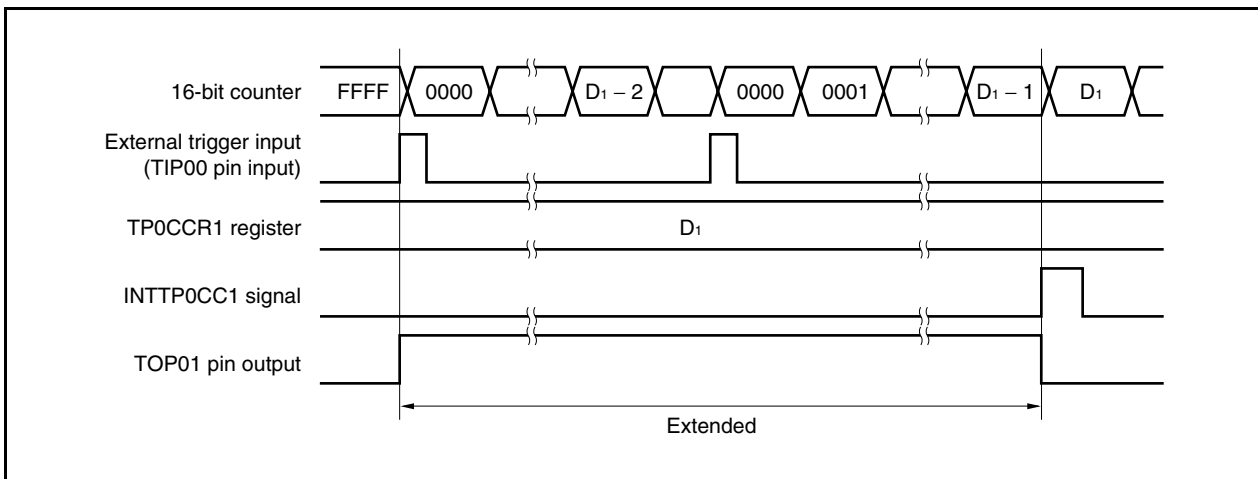 16-bit counter FFFF 0000 D₁ − 2 0000 0001 D₁ − 1 D₁
External trigger input
(TIP00 pin input)
TP0CCR1 register D₁
INTTP0CC1 signal
TOP01 pin output
Extended